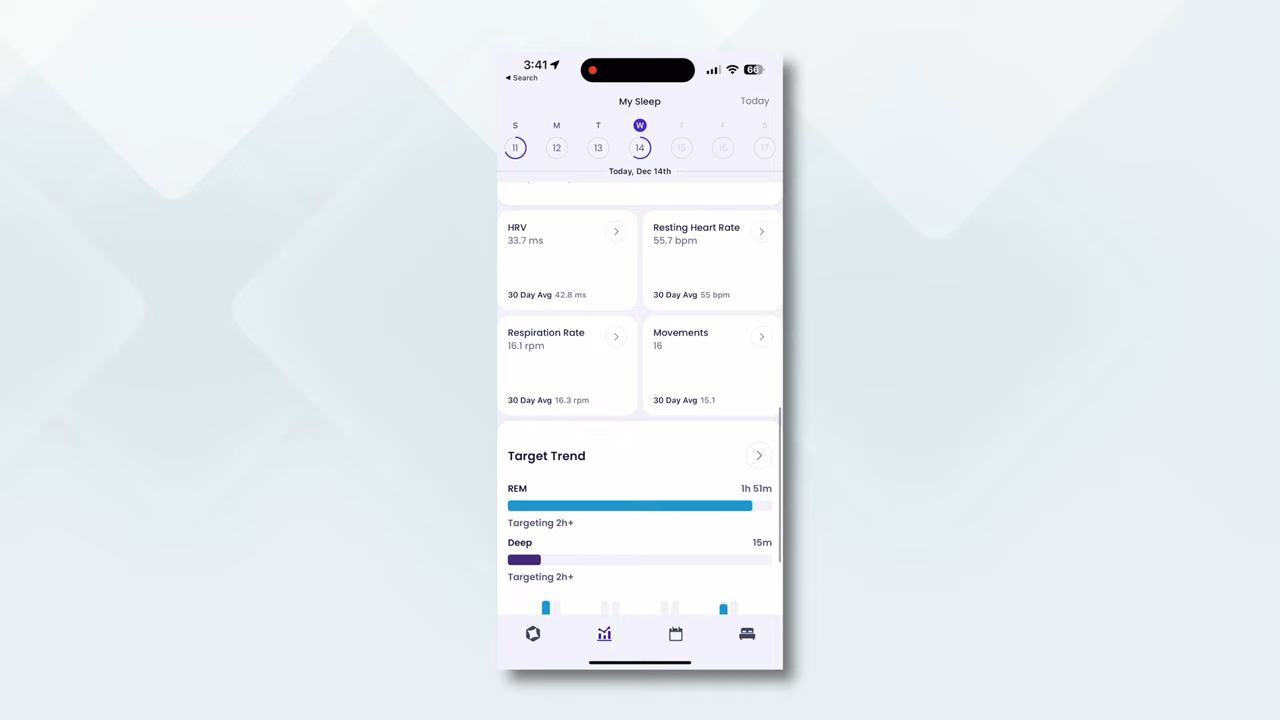 3:41
66
◀ Search
My Sleep
Today
S M T W T F S
11 12 13 14 15 16 17
Today, Dec 14th
HRV
33.7 ms
30 Day Avg 42.8 ms
Resting Heart Rate
55.7 bpm
30 Day Avg 55 bpm
Respiration Rate
16.1 rpm
30 Day Avg 16.3 rpm
Movements
16
30 Day Avg 15.1
Target Trend
REM 1h 51m
Targeting 2h+
Deep 15m
Targeting 2h+